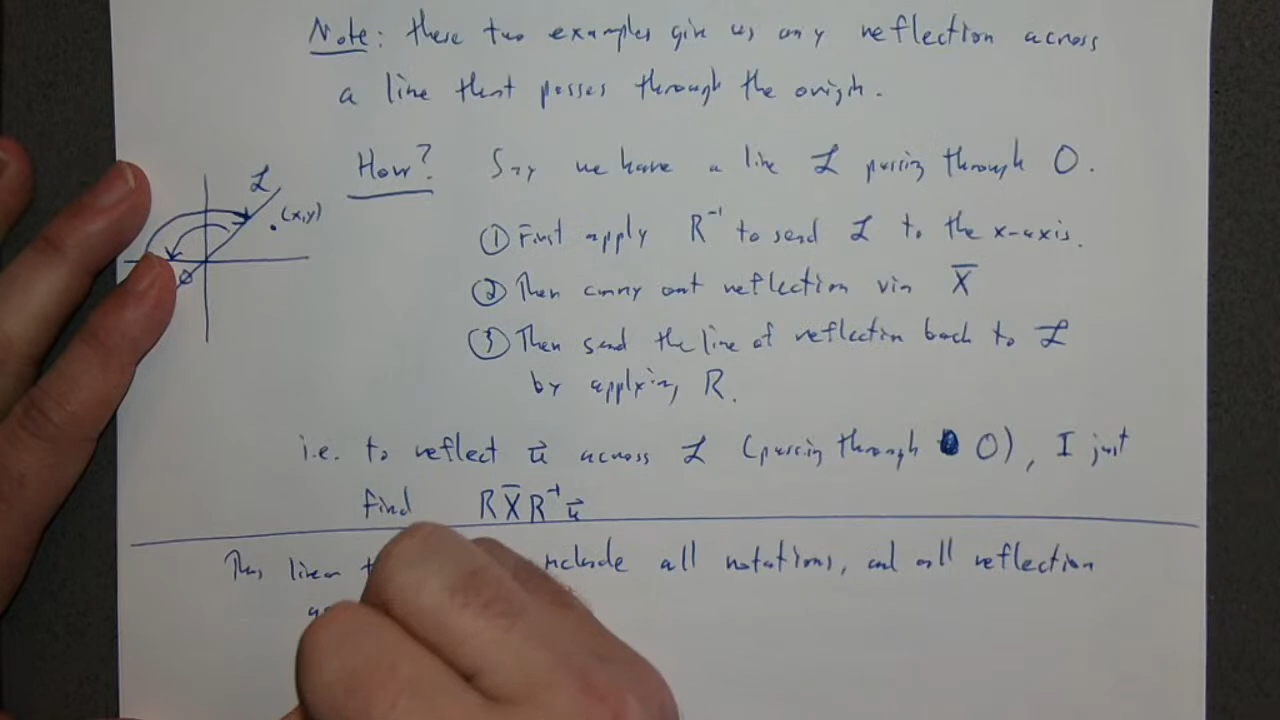 Note: these two examples give us any reflection across
a line that passes through the origin.
L
(x,y)
θ
How? Say we have a line L passing through O.
① First apply R⁻¹ to send L to the x-axis.
② Then carry out reflection via X̅
③ Then send the line of reflection back to L
by applying R.
i.e. to reflect u⃗ across L (passing through O), I just
find RX̅R⁻¹u⃗
Thus linear include all rotations, and all reflection